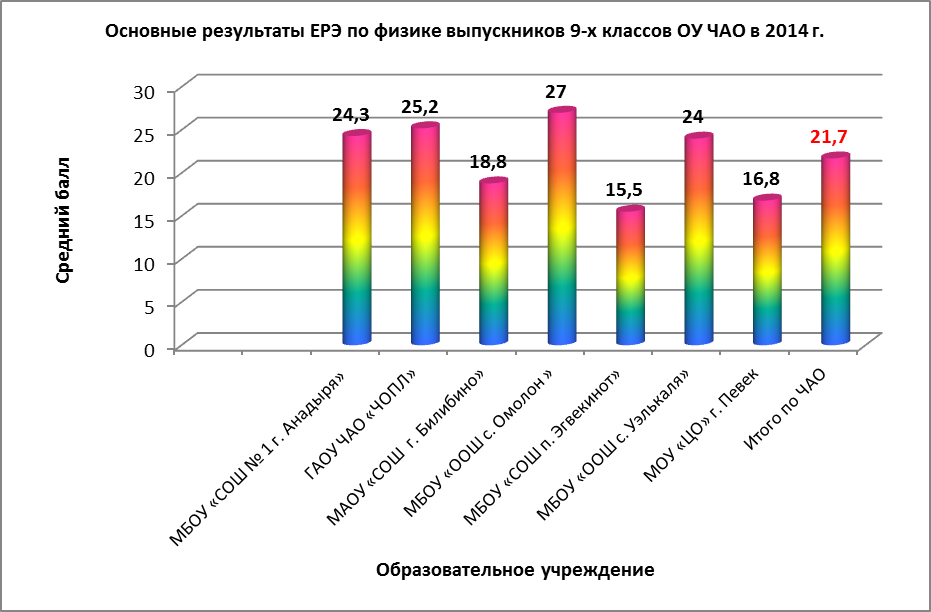 Основные результаты ЕРЭ по физике выпускников 9-х классов ОУ ЧАО в 2014 г.
Средний балл
30
25
20
15
10
5
0
24,3
25,2
18,8
27
15,5
24
16,8
21,7
МБОУ «СОШ № 1 г. Анадыря»
ГАОУ ЧАО «ЧОПЛ»
МАОУ «СОШ г. Билибино»
МБОУ «ООШ с. Омолон »
МБОУ «СОШ п. Эгвекинот»
МБОУ «ООШ с. Уэлькаля»
МОУ «ЦО» г. Певек
Итого по ЧАО
Образовательное учреждение